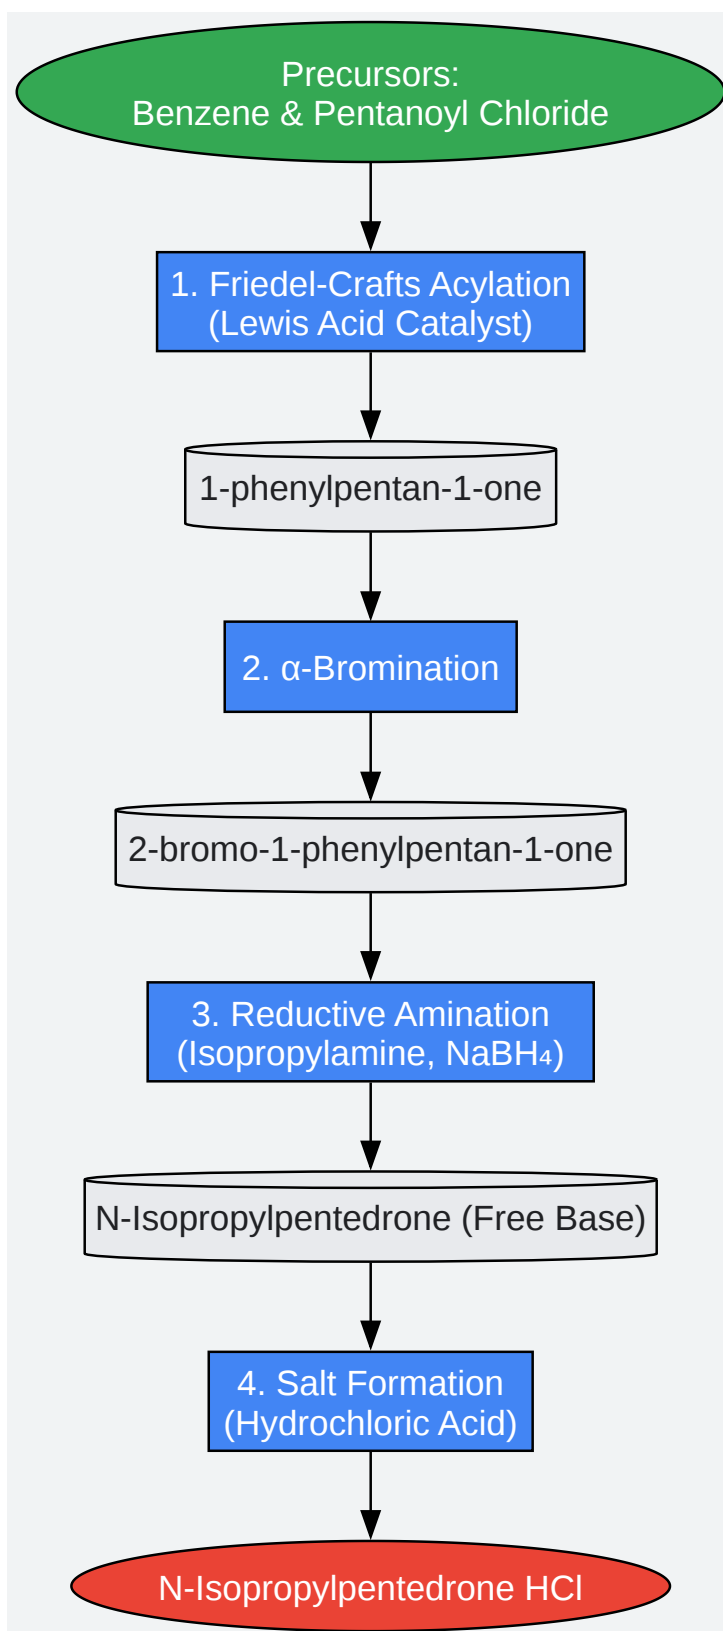 Precursors:
Benzene & Pentanoyl Chloride
1. Friedel-Crafts Acylation
(Lewis Acid Catalyst)
1-phenylpentan-1-one
2. α-Bromination
2-bromo-1-phenylpentan-1-one
3. Reductive Amination
(Isopropylamine, NaBH₄)
N-Isopropylpentedrone (Free Base)
4. Salt Formation
(Hydrochloric Acid)
N-Isopropylpentedrone HCl